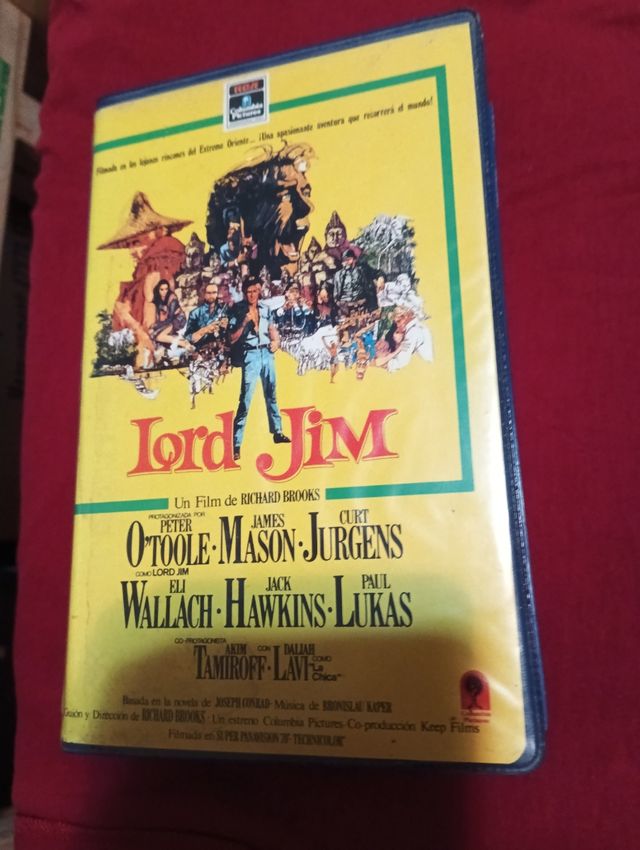 RCA
Columbia
Pictures
Filmada en los lejanos rincones del Extremo Oriente... ¡Una apasionante aventura que recorrerá el mundo!
Lord Jim
Un Film de RICHARD BROOKS
PROTAGONIZADA POR
PETER JAMES CURT
O'TOOLE · MASON · JURGENS
COMO LORD JIM
ELI JACK PAUL
WALLACH · HAWKINS · LUKAS
CO-PROTAGONISTA AKIM CON DALIAH
TAMIROFF · LAVI COMO "La Chica"
Basada en la novela de JOSEPH CONRAD - Música de BRONISLAU KAPER
Guión y Dirección de RICHARD BROOKS · Un estreno Columbia Pictures - Co-producción Keep Films
Filmada en SUPER PANAVISION 70 - TECHNICOLOR